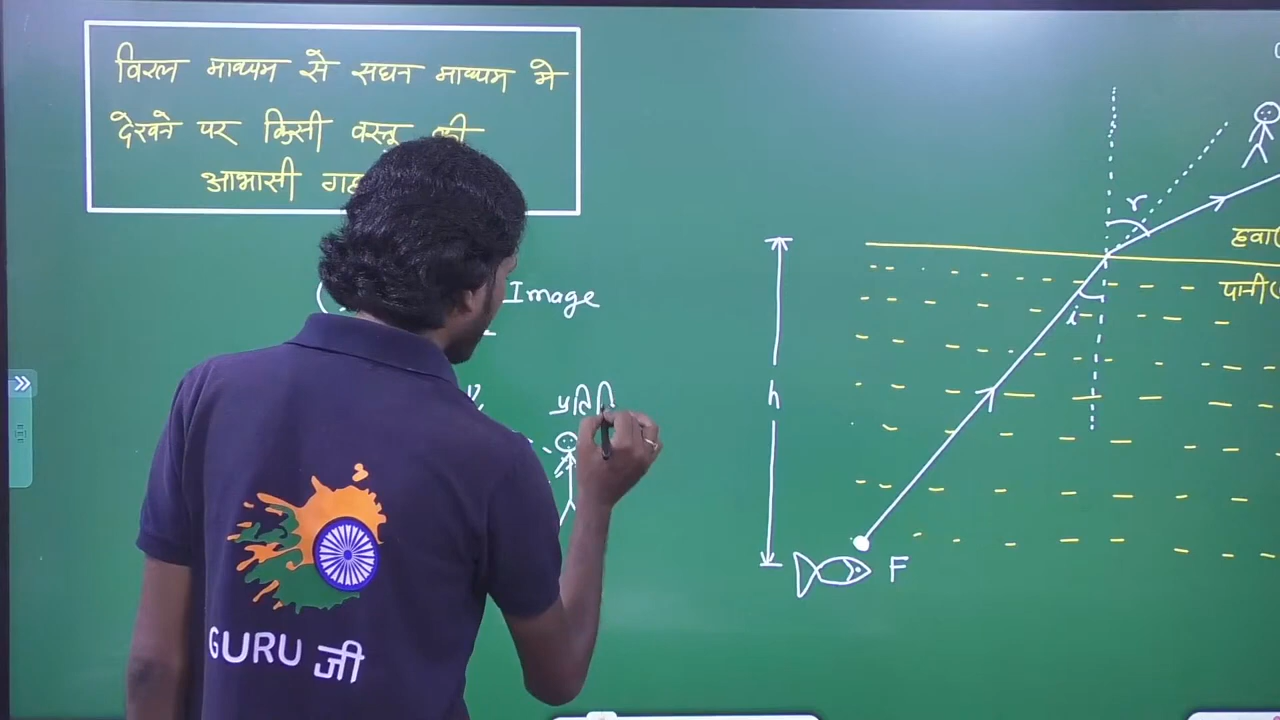 विरल माध्यम से सघन माध्यम मे
देखने पर किसी वस्तू की
आभासी
Image
प्रति
r
हवा
पानी
i
h
F
GURU जी